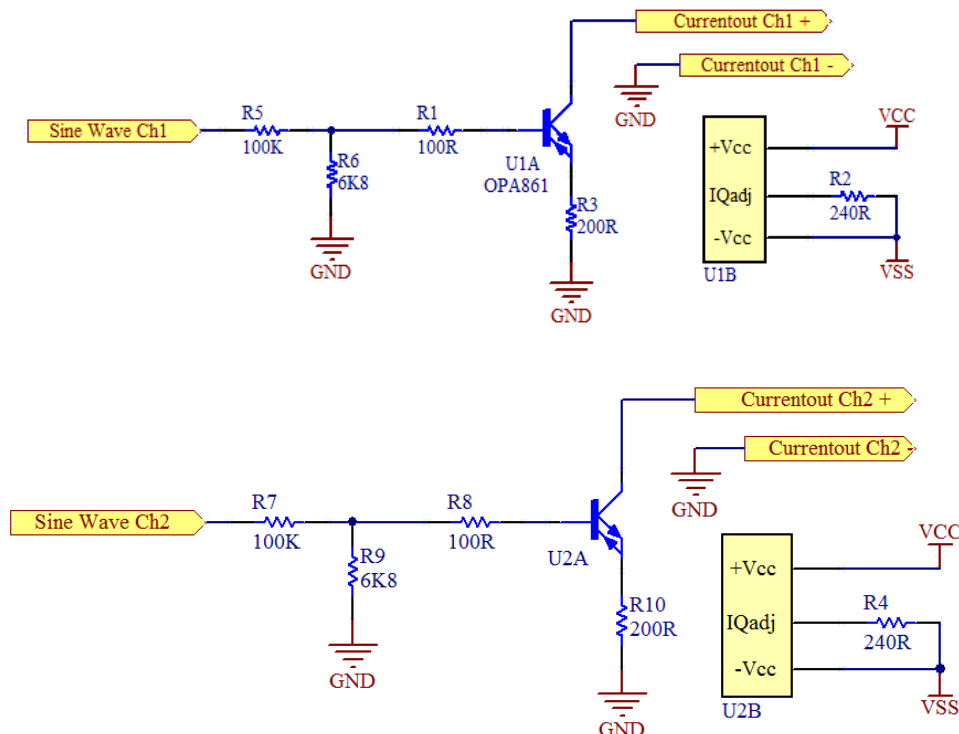 Currentout Ch1 +
Currentout Ch1 -
GND
Sine Wave Ch1
R5
100K
R1
100R
R6
6K8
GND
U1A
OPA861
R3
200R
GND
VCC
+Vcc
IQadj
R2
240R
-Vcc
U1B
VSS
Currentout Ch2 +
Currentout Ch2 -
GND
Sine Wave Ch2
R7
100K
R8
100R
R9
6K8
GND
U2A
R10
200R
GND
VCC
+Vcc
IQadj
R4
240R
-Vcc
U2B
VSS